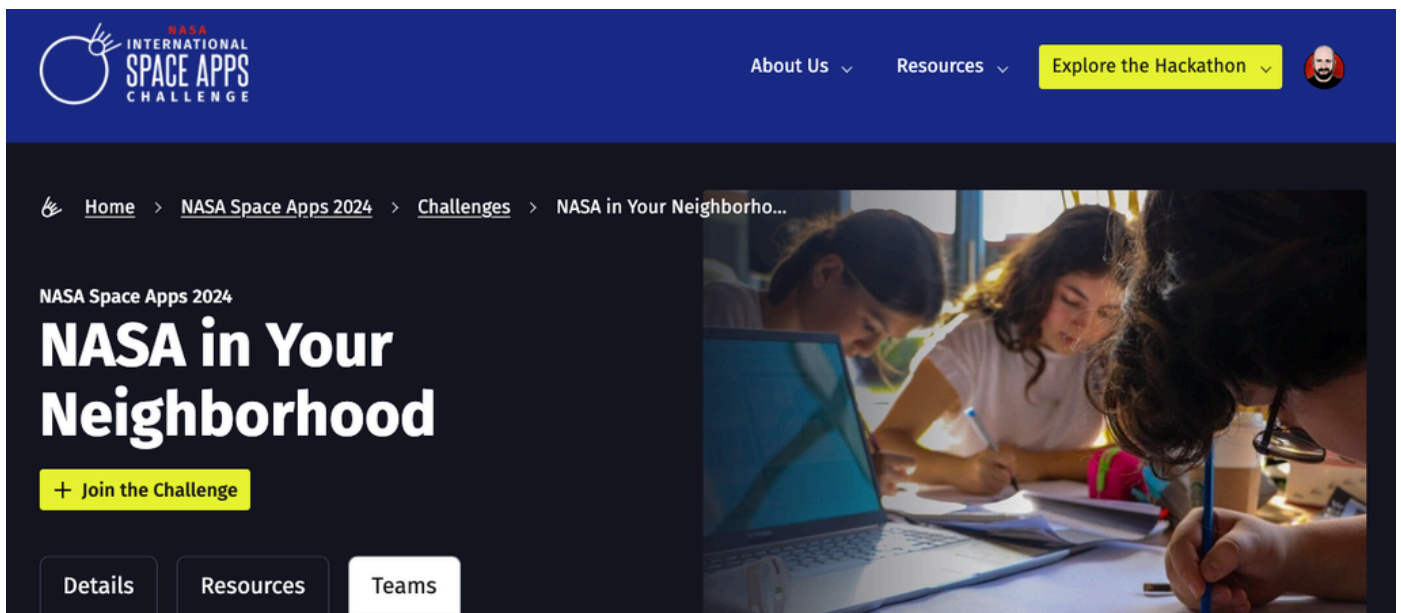 NASA
INTERNATIONAL
SPACE APPS
CHALLENGE
About Us
Resources
Explore the Hackathon
Home > NASA Space Apps 2024 > Challenges > NASA in Your Neighborho...
NASA Space Apps 2024
NASA in Your
Neighborhood
+ Join the Challenge
Details
Resources
Teams